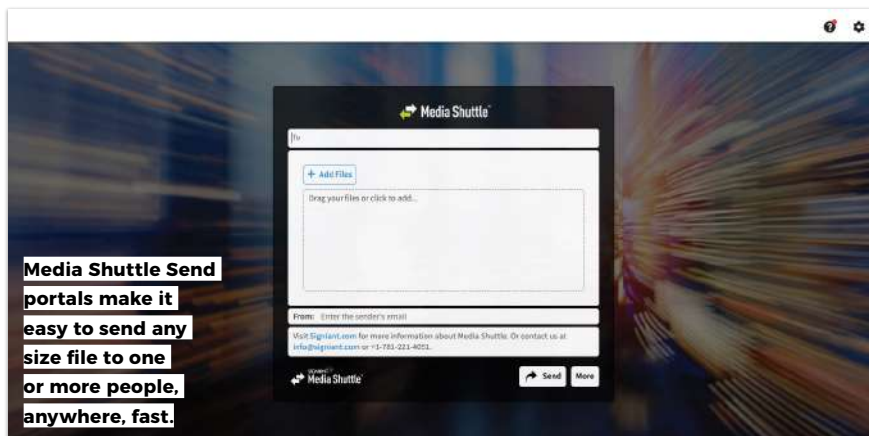 Media Shuttle
To
+ Add Files
Drag your files or click to add...
From: Enter the sender's email
Visit Signiant.com for more information about Media Shuttle. Or contact us at
info@signiant.com or +1-781-221-4051.
SIGNIANT
Media Shuttle
Send
More
Media Shuttle Send
portals make it
easy to send any
size file to one
or more people,
anywhere, fast.